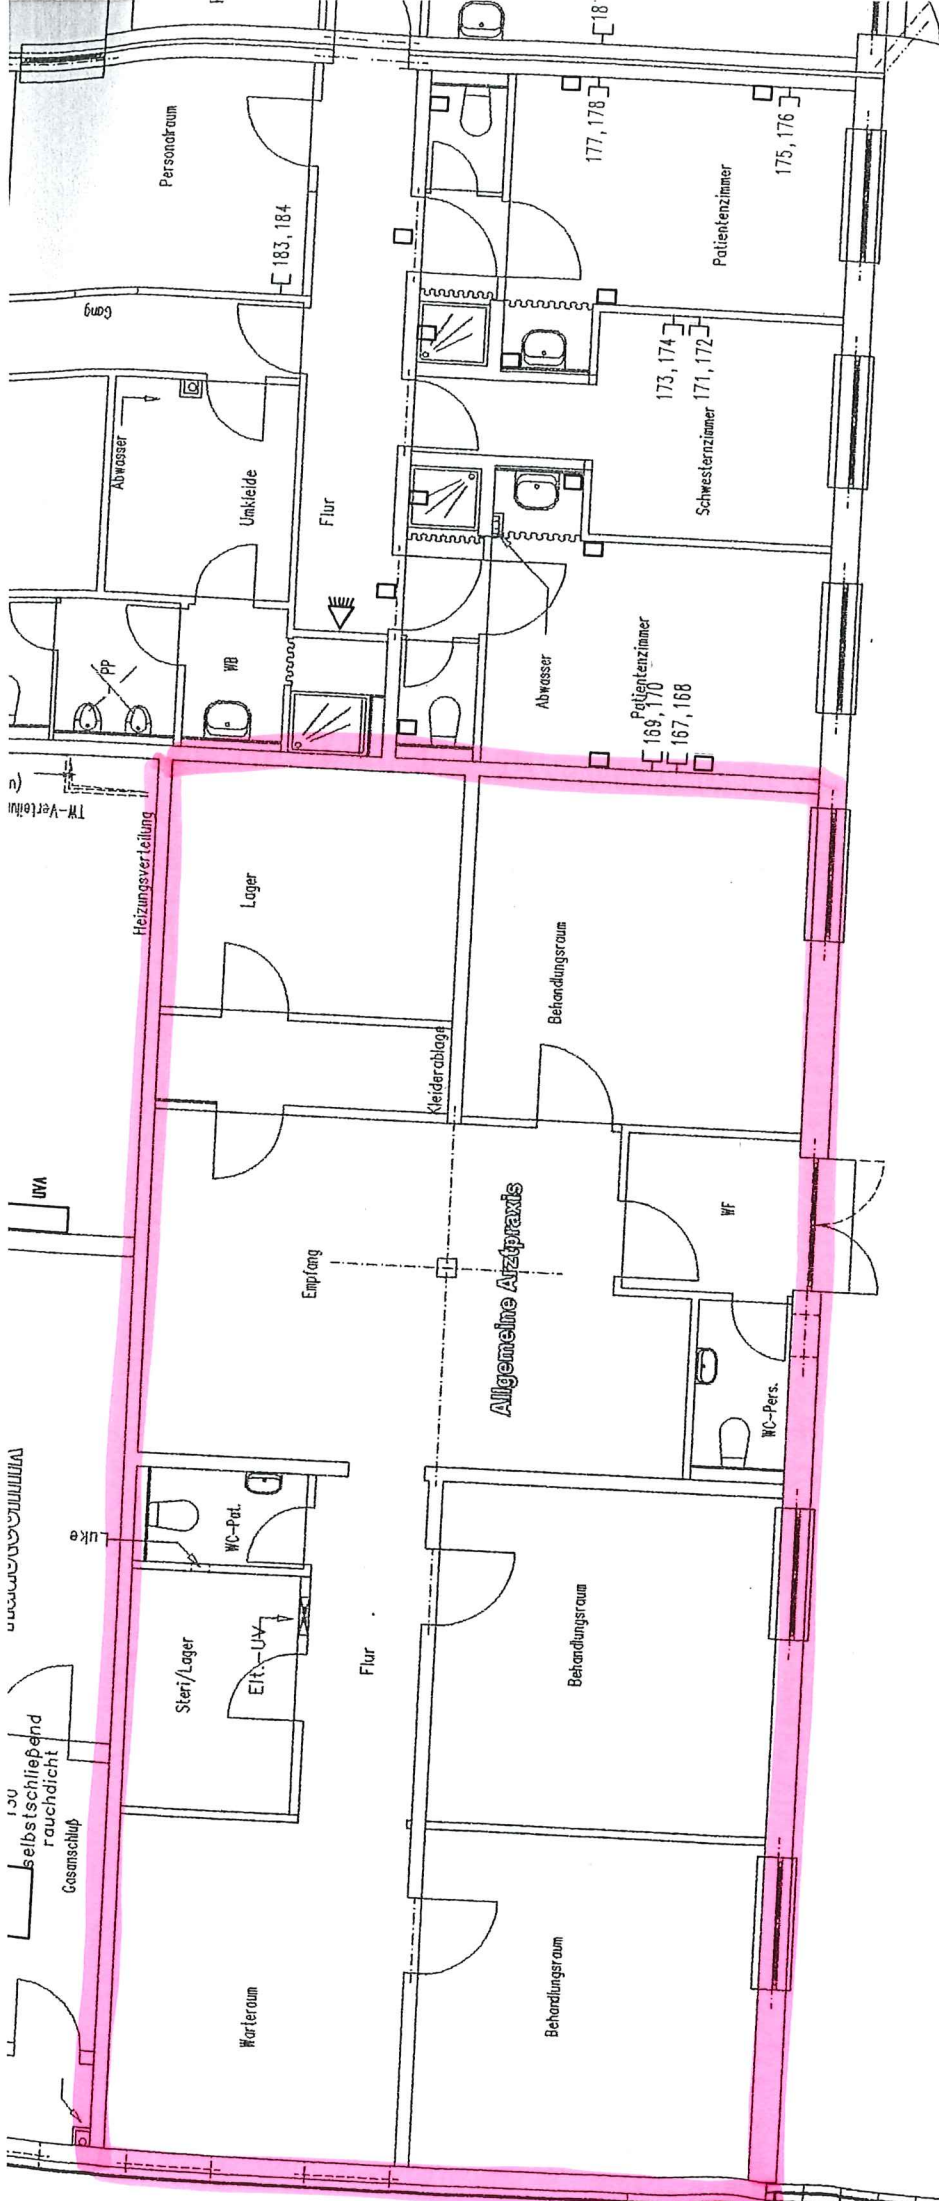 Personalraum
183, 184
177, 178
175, 176
Patientenzimmer
Gang
173, 174
171, 172
Schwesternzimmer
Abwasser
Umkleide
Flur
PP
WB
Abwasser
Patientenzimmer
169, 170
167, 168
TW-Verteilu
Heizungsverteilung
Lager
Behandlungsraum
Kleiderablage
UVA
Empfang
Allgemeine Arztpraxis
WF
WC-Pers.
Luke
WC-Pat.
Steri/Lager
Elt.-UV
Flur
Behandlungsraum
selbstschließend
rauchdicht
Gasanschluß
Warteraum
Behandlungsraum